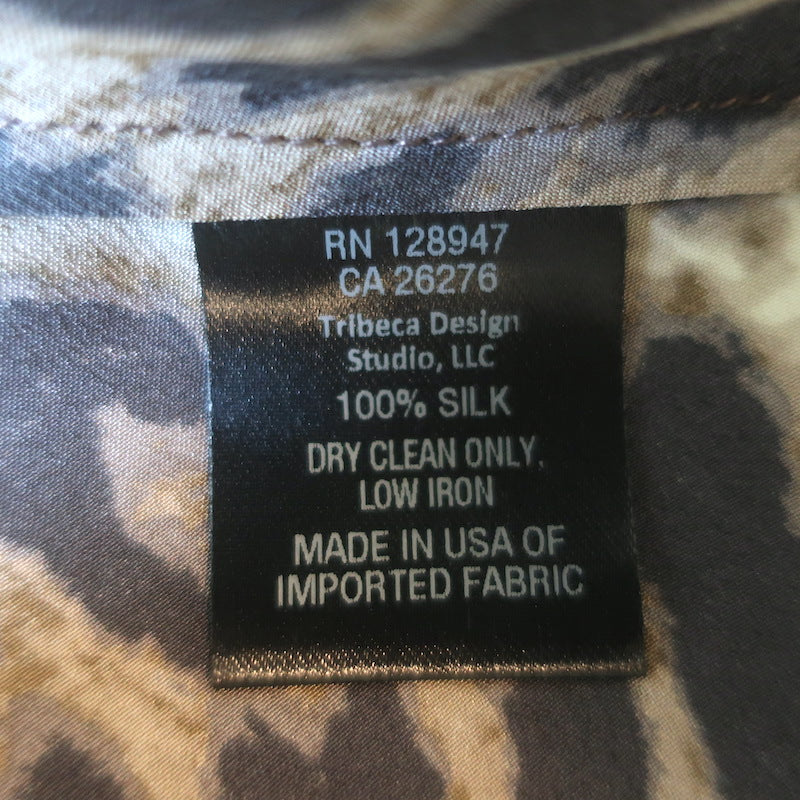 RN 128947
CA 26276
Tribeca Design
Studio, LLC
100% SILK
DRY CLEAN ONLY,
LOW IRON
MADE IN USA OF
IMPORTED FABRIC